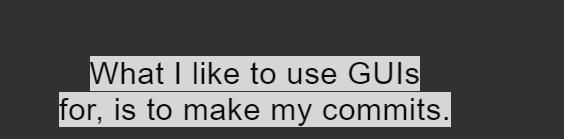 What I like to use GUIs
for, is to make my commits.